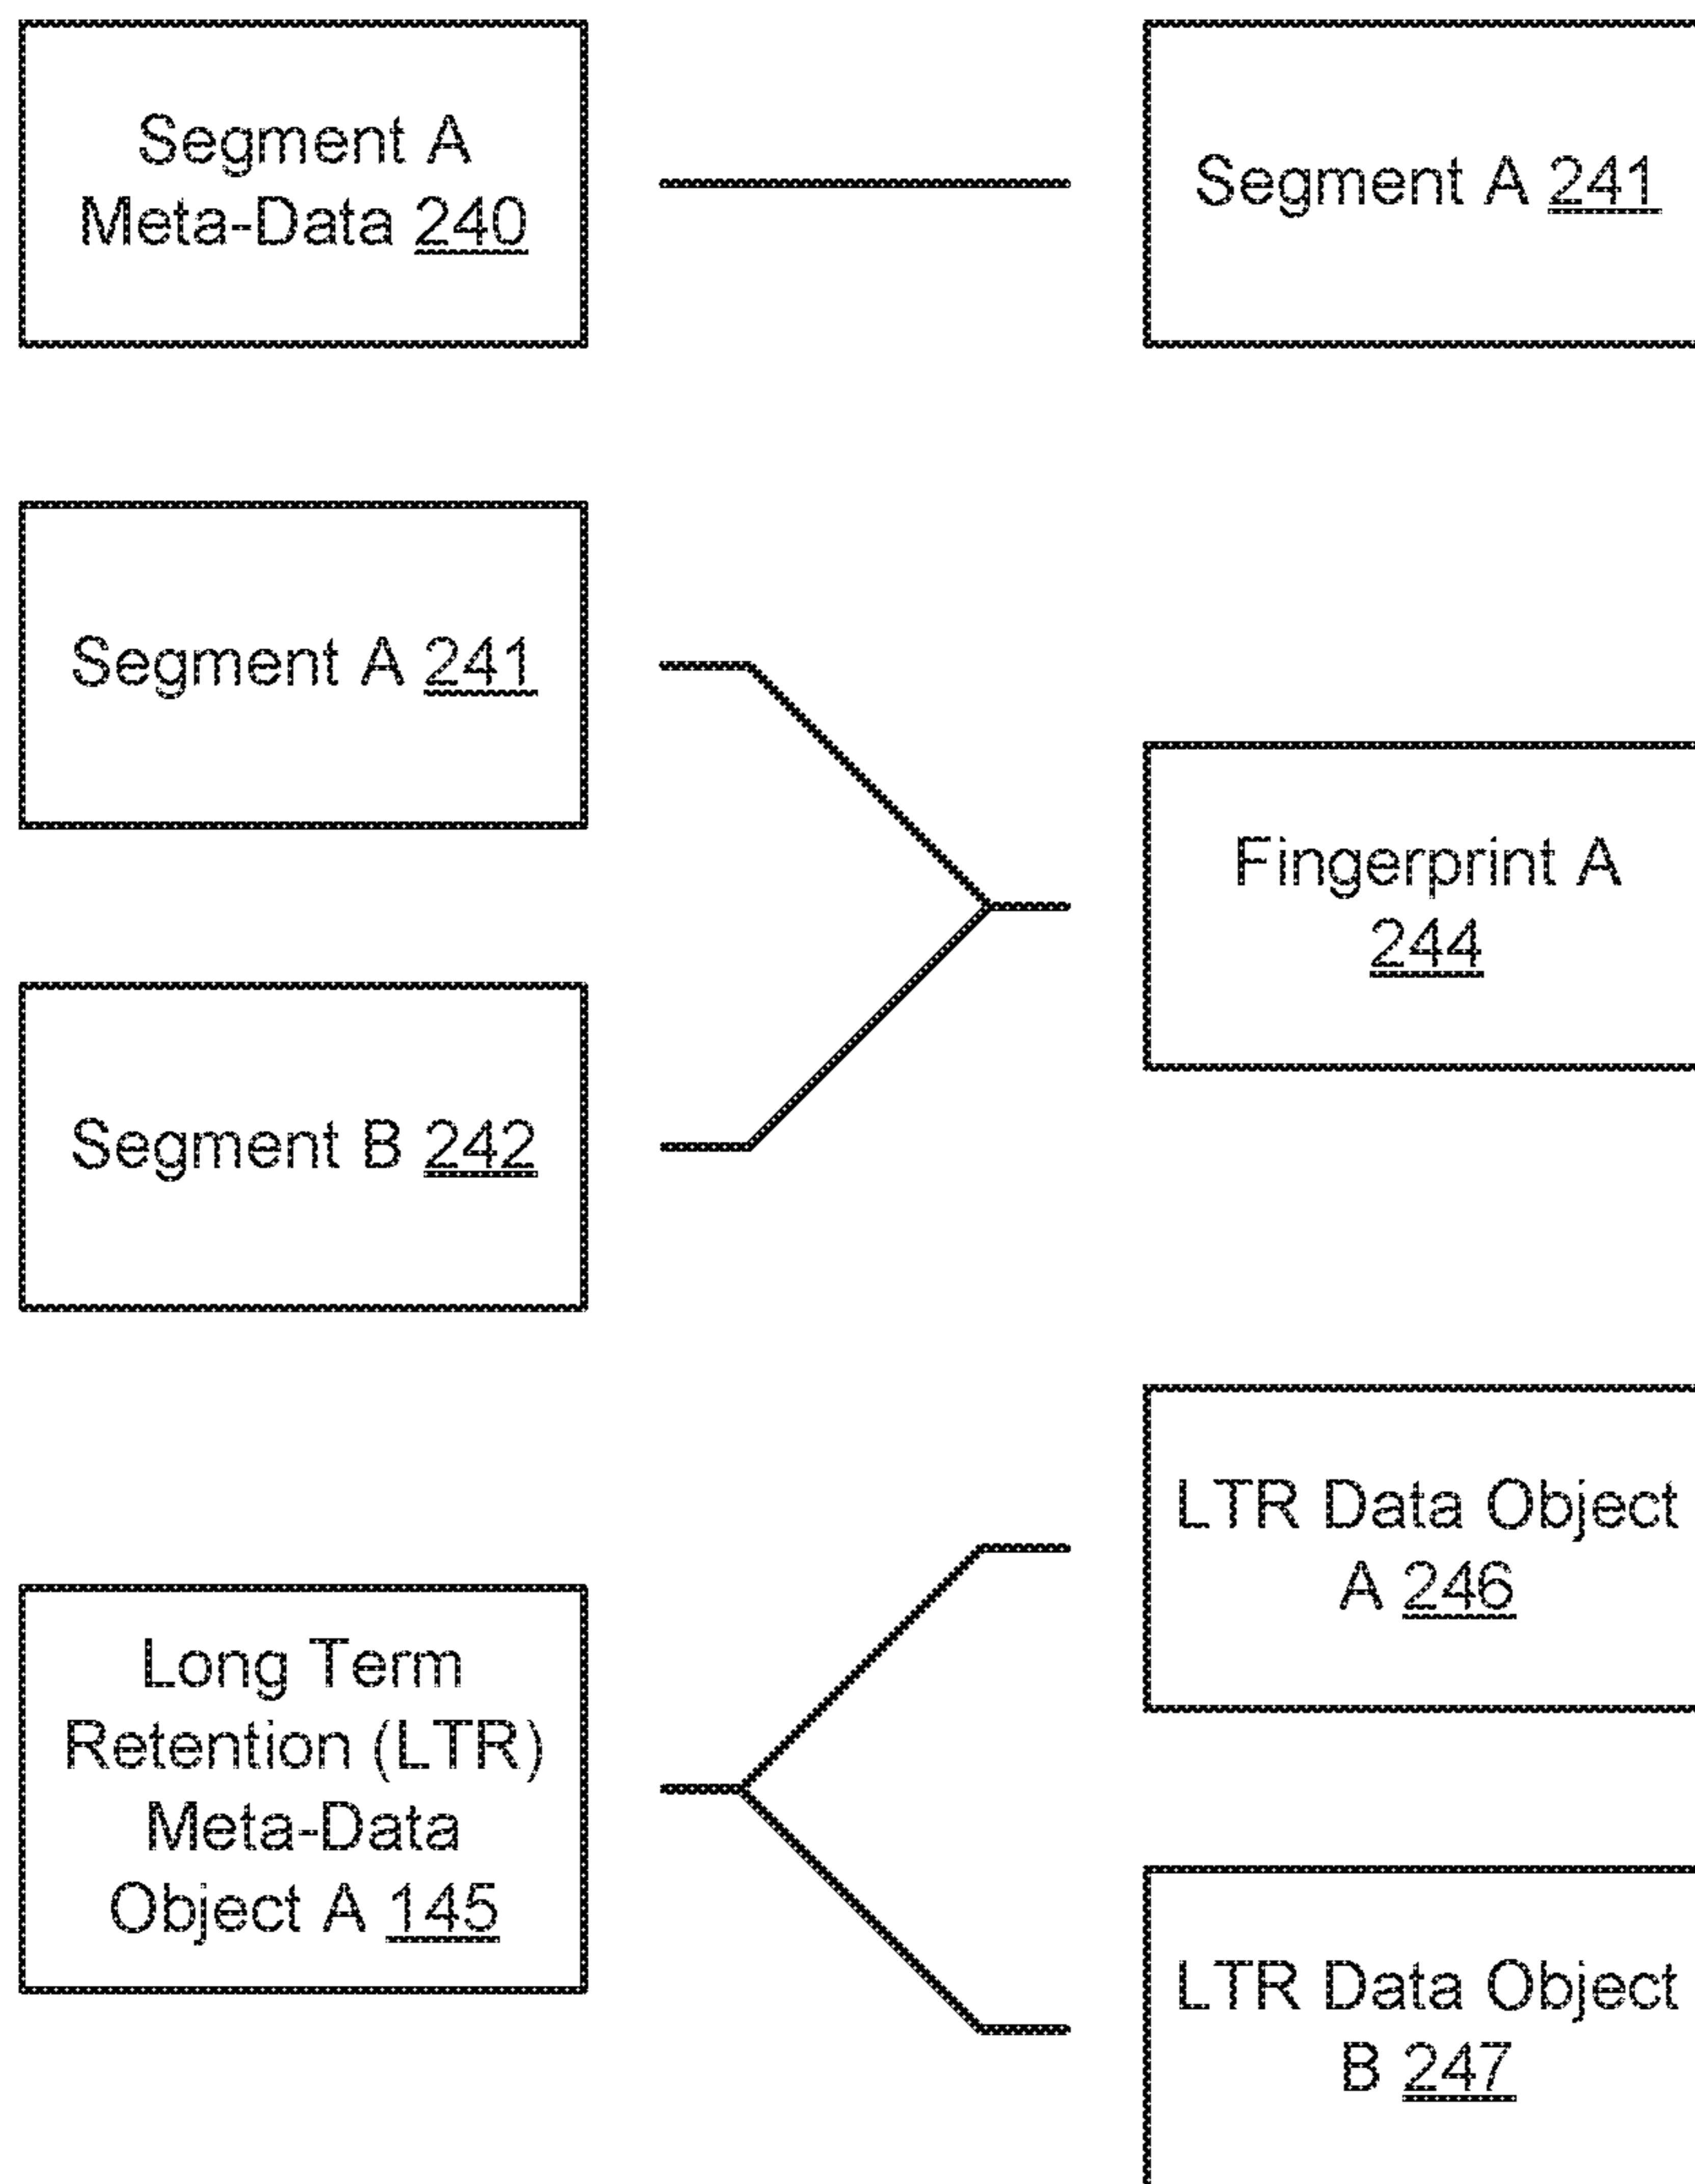 Segment A
Meta-Data 240
Segment A 241
Segment A 241
Segment B 242
Fingerprint A
244
Long Term
Retention (LTR)
Meta-Data
Object A 145
LTR Data Object
A 246
LTR Data Object
B 247